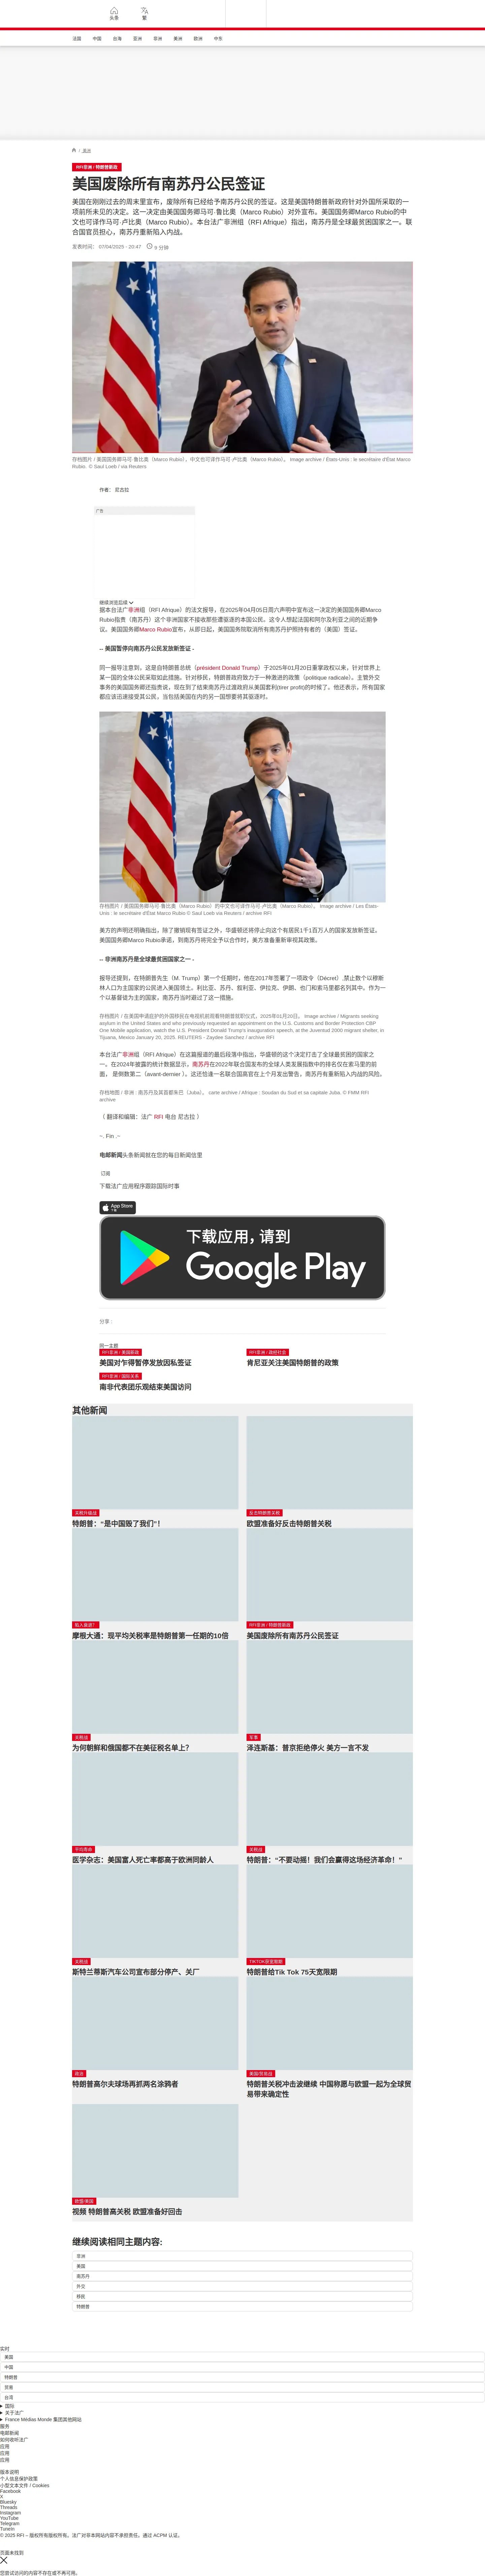 头条
繁
法国
中国
台海
亚洲
非洲
美洲
欧洲
中东
/ 非洲
RFI非洲 / 特朗普新政
美国废除所有南苏丹公民签证
美国在刚刚过去的周末里宣布，废除所有已经给予南苏丹公民的签证。这是美国特朗普新政府针对外国所采取的一项前所未见的决定。这一决定由美国国务卿马可·鲁比奥（Marco Rubio）对外宣布。美国国务卿Marco Rubio的中文也可译作马可·卢比奥（Marco Rubio）。本台法广非洲组（RFI Afrique）指出，南苏丹是全球最贫困国家之一。联合国官员担心，南苏丹重新陷入内战。
发表时间： 07/04/2025 - 20:47
9 分钟
存档图片 / 美国国务卿马可·鲁比奥（Marco Rubio），中文也可译作马可·卢比奥（Marco Rubio）。 Image archive / États-Unis : le secrétaire d'État Marco Rubio. © Saul Loeb / via Reuters
作者： 尼古拉
广告
继续浏览后续
据本台法广非洲组（RFI Afrique）的法文报导，在2025年04月05日周六声明中宣布这一决定的美国国务卿Marco Rubio指责（南苏丹）这个非洲国家不接收那些遭驱逐的本国公民。这令人想起法国和阿尔及利亚之间的近期争议。美国国务卿Marco Rubio宣布，从即日起，美国国务院取消所有南苏丹护照持有者的（美国）签证。
-- 美国暂停向南苏丹公民发放新签证 -
同一报导注意到，这是自特朗普总统（président Donald Trump）于2025年01月20日重掌政权以来，针对世界上某一国的全体公民采取如此措施。针对移民，特朗普政府致力于一种激进的政策（politique radicale）。主管外交事务的美国国务卿还指责说，现在到了结束南苏丹过渡政府从美国套利(tirer profit)的时候了。他还表示，所有国家都应该迅速接受其公民，当包括美国在内的另一国想要将其驱逐时。
存档图片 / 美国国务卿马可·鲁比奥（Marco Rubio）的中文也可译作马可·卢比奥（Marco Rubio）。 Image archive / Les États-Unis : le secrétaire d'État Marco Rubio © Saul Loeb via Reuters / archive RFI
美方的声明还明确指出，除了撤销现有签证之外，华盛顿还将停止向这个有居民1千1百万人的国家发放新签证。美国国务卿Marco Rubio承诺，到南苏丹将完全予以合作时，美方准备重新审视其政策。
-- 非洲南苏丹是全球最贫困国家之一 -
报导还提到，在特朗普先生（M. Trump）第一个任期时，他在2017年签署了一项政令（Décret）,禁止数个以穆斯林人口为主国家的公民进入美国领土。利比亚、苏丹、叙利亚、伊拉克、伊朗、也门和索马里都名列其中。作为一个以基督徒为主的国家，南苏丹当时避过了这一政策。
存档图片 / 在美国申请庇护的外国移民在电视机前观看特朗普就职仪式。2025年01月20日。 Image archive / Migrants seeking asylum in the United States and who previously requested an appointment on the U.S. Customs and Border Protection CBP One Mobile application, watch the U.S. President Donald Trump's inauguration speech, at the Juventud 2000 migrant shelter, in Tijuana, Mexico January 20, 2025. REUTERS - Zaydee Sanchez / archive RFI
本台法广非洲组（RFI Afrique）在这篇报道的最后段落中指出，华盛顿的这个决定打击了全球最贫困的国家之一。在2024年披露的统计数据显示，南苏丹在2022年联合国发布的全球人类发展指数中的排名仅在索马里的前面， 是倒数第二（avant-dernier ）。这还恰逢一名联合国高官在上个月发出警告，南苏丹有重新陷入内战的风险。
存档地图 / 非洲 : 南苏丹及其首都朱巴（Juba）。 carte archive / Afrique : Soudan du Sud et sa capitale Juba. © FMM RFI archive
（ 翻译和编辑：法广 RFI 电台 尼古拉 ）
~. Fin .~
电邮新闻头条新闻就在您的每日新闻信里
订阅
下载法广应用程序跟踪国际时事
App Store
下载应用，请到
Google Play
分享 :
同一主题
RFI非洲 / 美国新政
美国对乍得暂停发放因私签证
RFI非洲 / 政经社会
肯尼亚关注美国特朗普的政策
RFI非洲 / 国际关系
南非代表团乐观结束美国访问
其他新闻
关税升级战
特朗普：“是中国毁了我们”！
反击特朗普关税
欧盟准备好反击特朗普关税
陷入衰退？
摩根大通：现平均关税率是特朗普第一任期的10倍
RFI非洲 / 特朗普新政
美国废除所有南苏丹公民签证
关税战
为何朝鲜和俄国都不在美征税名单上？
军事
泽连斯基：普京拒绝停火 美方一言不发
平均寿命
医学杂志：美国富人死亡率都高于欧洲同龄人
关税战
特朗普：“不要动摇！我们会赢得这场经济革命！”
关税战
斯特兰蒂斯汽车公司宣布部分停产、关厂
TIKTOK获宽限期
特朗普给Tik Tok 75天宽限期
政治
特朗普高尔夫球场再抓两名涂鸦者
美国/贸易战
特朗普关税冲击波继续 中国称愿与欧盟一起为全球贸易带来确定性
欧盟/美国
视频 特朗普高关税 欧盟准备好回击
继续阅读相同主题内容:
非洲
美国
南苏丹
外交
移民
特朗普
实时
美国
中国
特朗普
贸易
台湾
国际
关于法广
France Médias Monde 集团其他网站
服务
电邮新闻
如何收听法广
应用
应用
应用
版本说明
个人信息保护政策
小型文本文件 / Cookies
Facebook
X
Bluesky
Threads
Instagram
YouTube
Telegram
TuneIn
© 2025 RFI – 版权所有版权所有。法广对非本网站内容不承担责任。通过 ACPM 认证。
页面未找到
您尝试访问的内容不存在或不再可用。